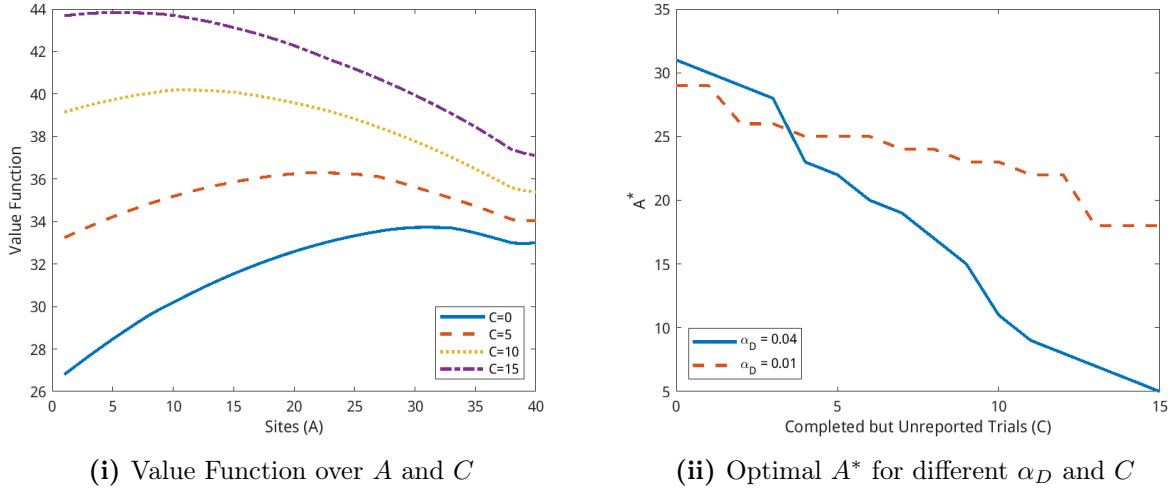 44
42
40
38
36
34
32
30
28
26
Value Function
0
5
10
15
20
25
30
35
40
Sites (A)
C=0
C=5
C=10
C=15
(i) Value Function over A and C
35
30
25
20
15
10
5
A*
0
5
10
15
Completed but Unreported Trials (C)
α_D = 0.04
α_D = 0.01
(ii) Optimal A* for different α_D and C